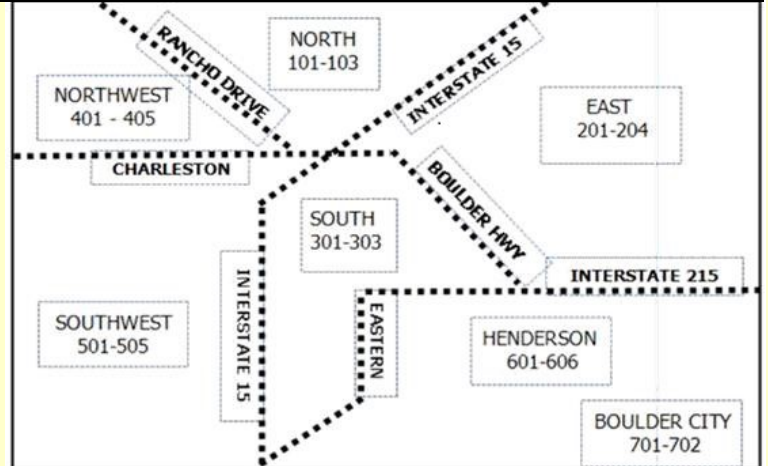 NORTH
101-103
RANCHO DRIVE
INTERSTATE 15
NORTHWEST
401 - 405
EAST
201-204
CHARLESTON
BOULDER HWY
SOUTH
301-303
INTERSTATE 215
INTERSTATE 15
EASTERN
SOUTHWEST
501-505
HENDERSON
601-606
BOULDER CITY
701-702